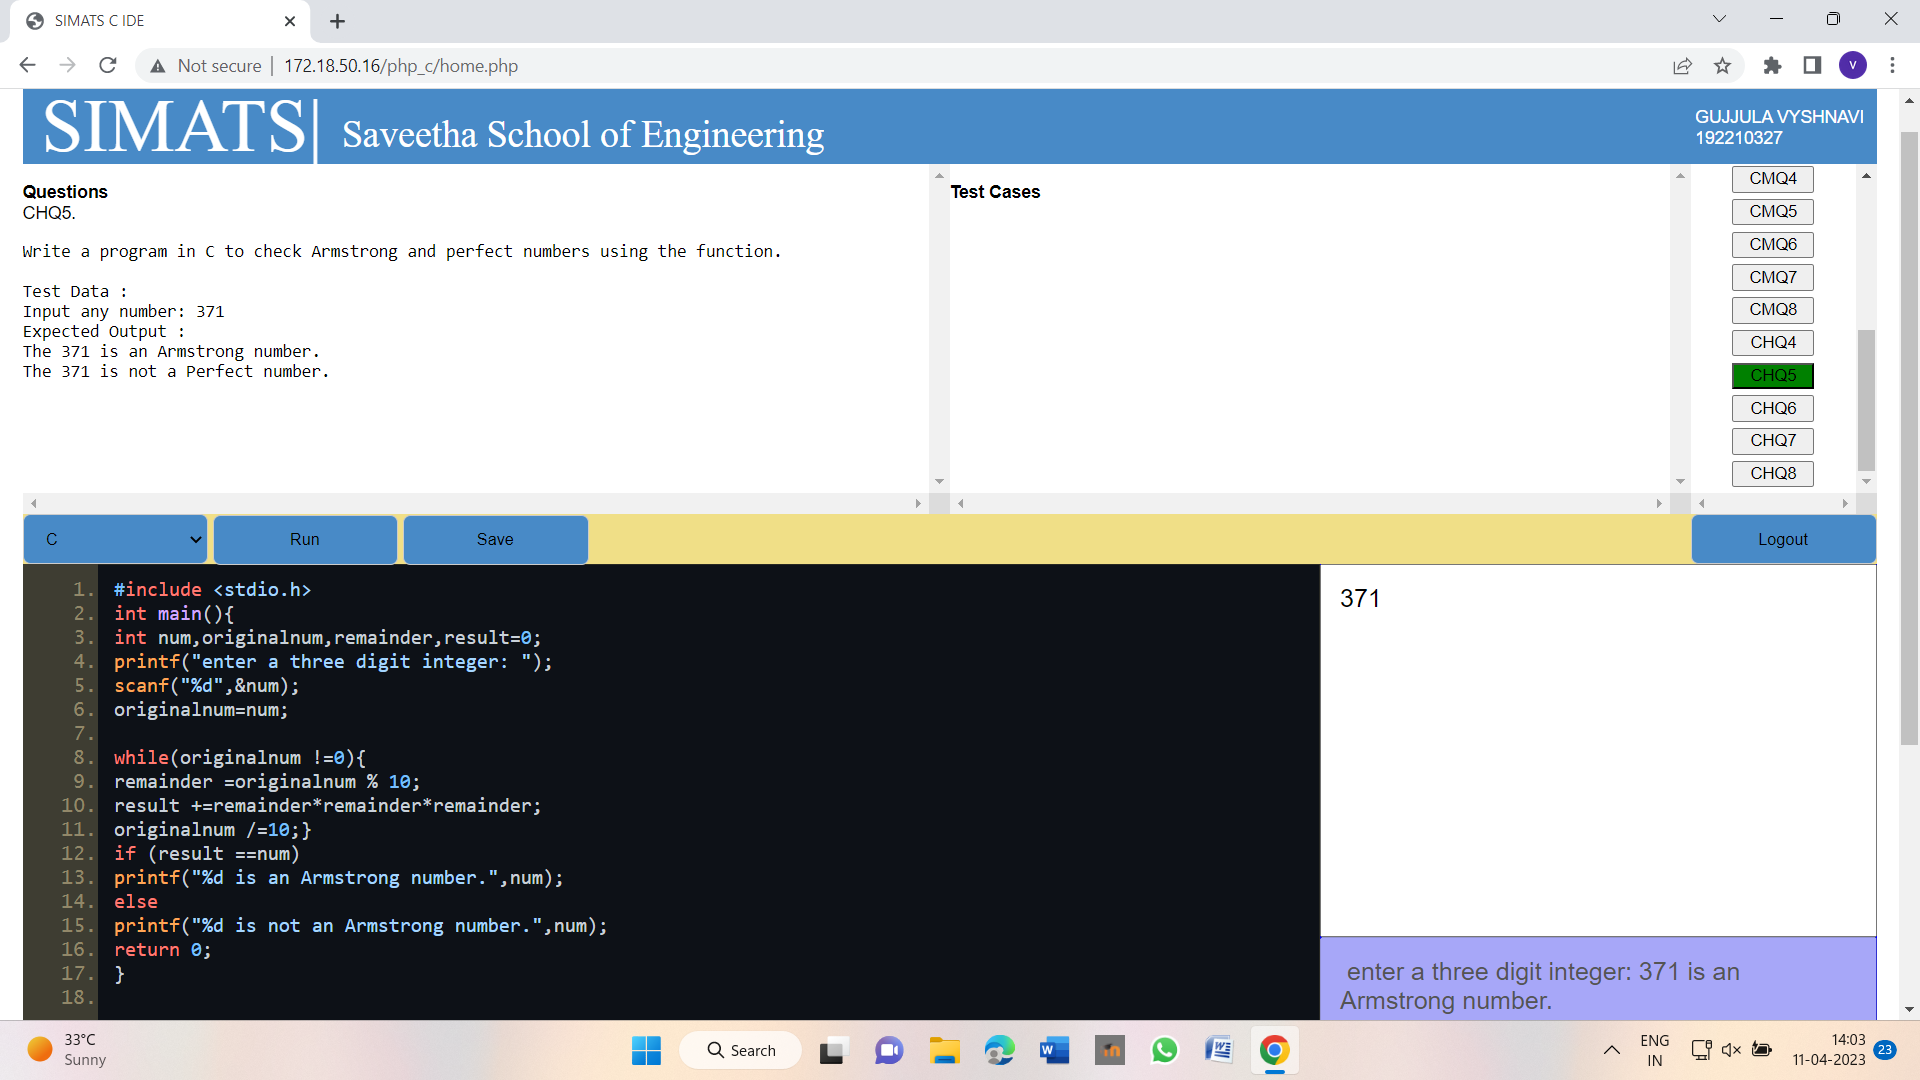 SIMATS C IDE
Not secure
172.18.50.16/php_c/home.php
V
SIMATS|
Saveetha School of Engineering
GUJJULA VYSHNAVI
192210327
Questions
CHQ5.
Write a program in C to check Armstrong and perfect numbers using the function.
Test Data :
Input any number: 371
Expected Output :
The 371 is an Armstrong number.
The 371 is not a Perfect number.
Test Cases
CMQ4
CMQ5
CMQ6
CMQ7
CMQ8
CHQ4
CHQ5
CHQ6
CHQ7
CHQ8
C
Run
Save
Logout
1. #include <stdio.h>
2. int main(){
3. int num,originalnum,remainder,result=0;
4. printf("enter a three digit integer: ");
5. scanf("%d",&num);
6. originalnum=num;
7.
8. while(originalnum !=0){
9. remainder =originalnum % 10;
10. result +=remainder*remainder*remainder;
11. originalnum /=10;}
12. if (result ==num)
13. printf("%d is an Armstrong number.",num);
14. else
15. printf("%d is not an Armstrong number.",num);
16. return 0;
17. }
18.
371
enter a three digit integer: 371 is an
Armstrong number.
33°C
Sunny
Search
W
m
W
ENG
IN
14:03
11-04-2023
23